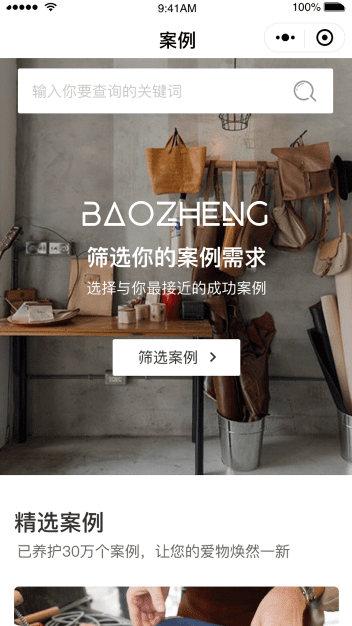 9:41AM
100%
案例
输入你要查询的关键词
BAOZHENG
筛选你的案例需求
选择与你最接近的成功案例
筛选案例
精选案例
已养护30万个案例，让您的爱物焕然一新